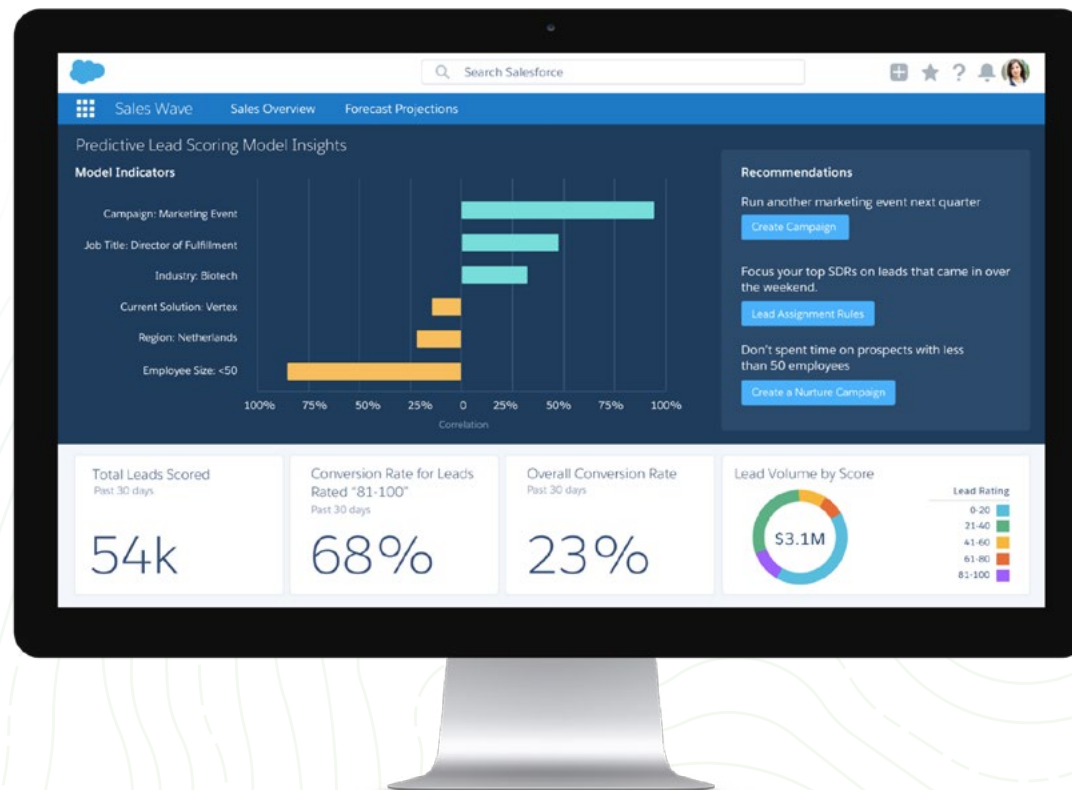 Search Salesforce
Sales Wave
Sales Overview
Forecast Projections
Predictive Lead Scoring Model Insights
Model Indicators
Campaign: Marketing Event
Job Title: Director of Fulfillment
Industry: Biotech
Current Solution: Vertex
Region: Netherlands
Employee Size: <50
100% 75% 50% 25% 0 25% 50% 75% 100%
Correlation
Recommendations
Run another marketing event next quarter
Create Campaign
Focus your top SDRs on leads that came in over
the weekend.
Lead Assignment Rules
Don't spent time on prospects with less
than 50 employees
Create a Nurture Campaign
Total Leads Scored
Past 30 days
54k
Conversion Rate for Leads
Rated "81-100"
Past 30 days
68%
Overall Conversion Rate
Past 30 days
23%
Lead Volume by Score
$3.1M
Lead Rating
0-20
21-40
41-60
61-80
81-100